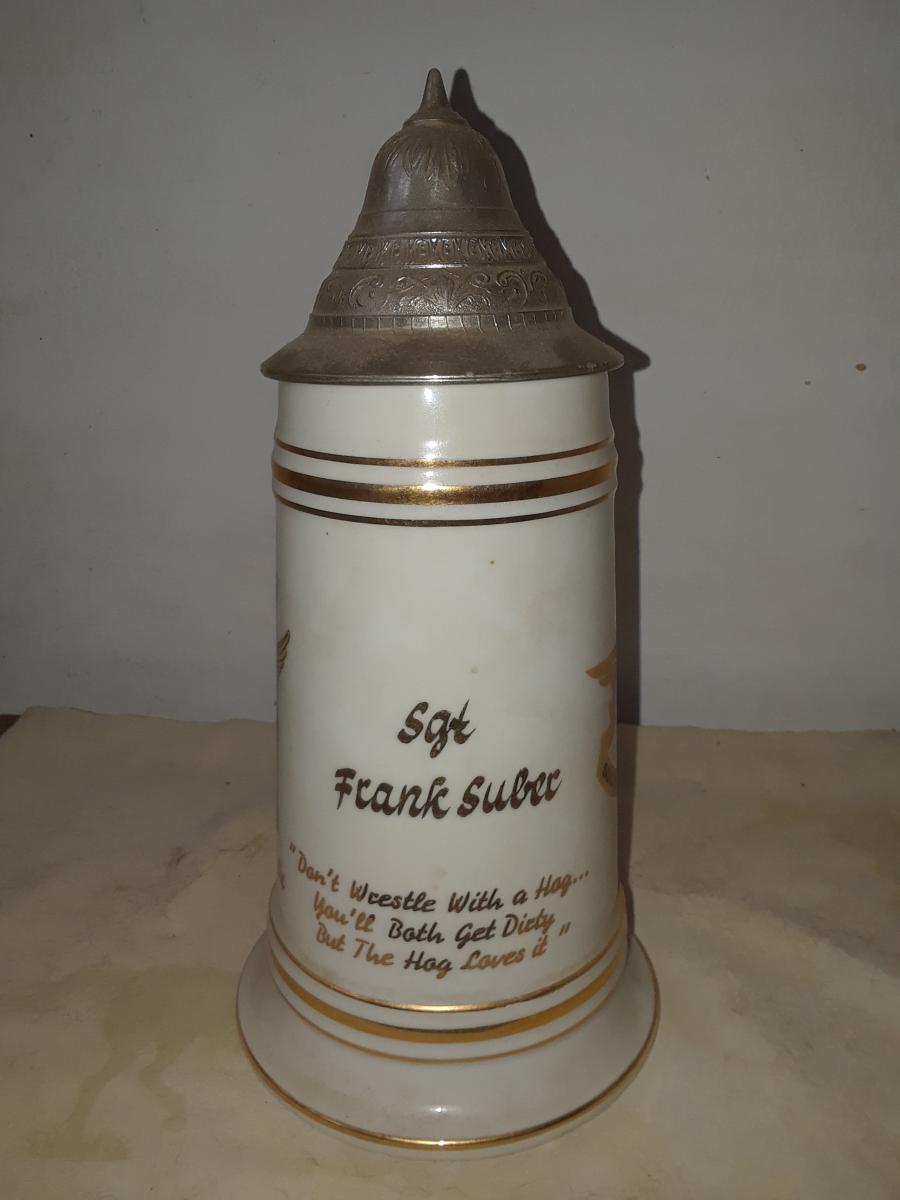 Sgt
Frank Suber
"Don't Wrestle With a Hog...
You'll Both Get Dirty
But The Hog Loves it"